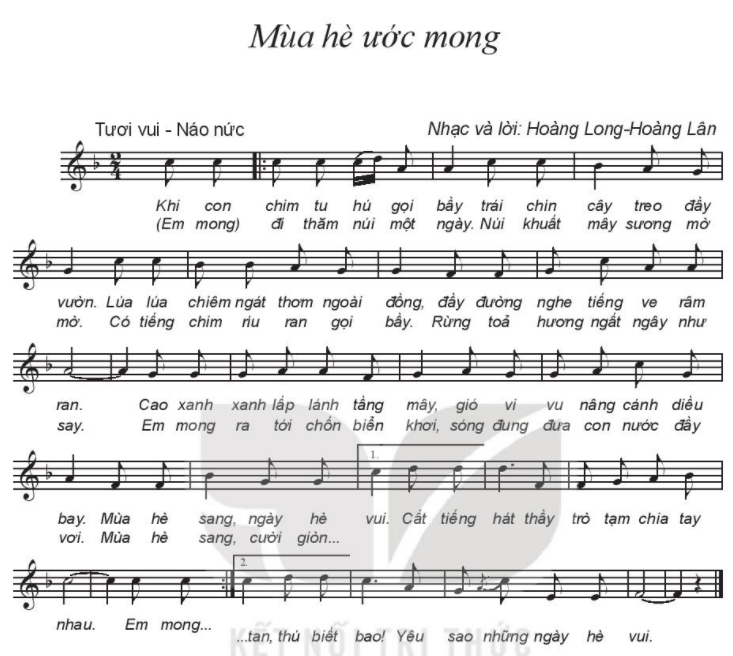 Mùa hè ước mong
Tươi vui - Náo nức
Nhạc và lời: Hoàng Long-Hoàng Lân
2
4
Khi con chim tu hú gọi bầy trái chín cây treo đầy
(Em mong) đi thăm núi một ngày. Núi khuất mây sương mờ
vườn. Lúa lúa chiêm ngát thơm ngoài đồng, đầy đường nghe tiếng ve râm
mờ. Có tiếng chim ríu ran gọi bầy. Rừng toả hương ngất ngây như
ran. Cao xanh xanh lấp lánh tầng mây, gió vi vu nâng cánh diều
say. Em mong ra tới chốn biển khơi, sóng đung đưa con nước đầy
1.
bay. Mùa hè sang, ngày hè vui. Cất tiếng hát thầy trò tạm chia tay
vơi. Mùa hè sang, cười giòn...
2.
nhau. Em mong...
...tan, thú biết bao! Yêu sao những ngày hè vui.
KẾT NỐI TRI THỨC